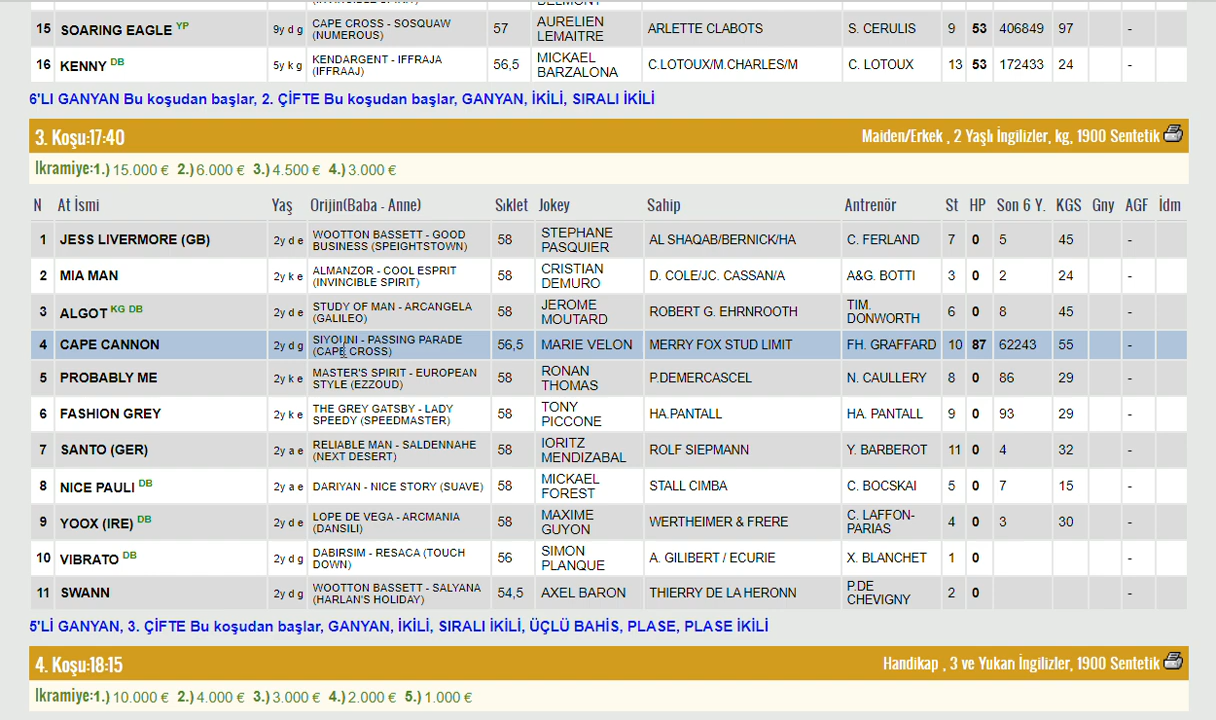 15 SOARING EAGLE YP 9y d g CAPE CROSS - SOSQUAW (NUMEROUS) 57 AURELIEN LEMAITRE ARLETTE CLABOTS S. CERULIS 9 53 406849 97 -
16 KENNY DB 5y k g KENDARGENT - IFFRAJA (IFFRAAJ) 56,5 MICKAEL BARZALONA C.LOTOUX/M.CHARLES/M C. LOTOUX 13 53 172433 24 -
6'LI GANYAN Bu koşudan başlar, 2. ÇİFTE Bu koşudan başlar, GANYAN, İKİLİ, SIRALI İKİLİ
3. Koşu:17:40 Maiden/Erkek , 2 Yaşlı İngilizler, kg, 1900 Sentetik
İkramiye:1.) 15.000 € 2.) 6.000 € 3.) 4.500 € 4.) 3.000 €
N At İsmi Yaş Orijin(Baba - Anne) Sıklet Jokey Sahip Antrenör St HP Son 6 Y. KGS Gny AGF İdm
1 JESS LIVERMORE (GB) 2y d e WOOTTON BASSETT - GOOD BUSINESS (SPEIGHTSTOWN) 58 STEPHANE PASQUIER AL SHAQAB/BERNICK/HA C. FERLAND 7 0 5 45 -
2 MIA MAN 2y k e ALMANZOR - COOL ESPRIT (INVINCIBLE SPIRIT) 58 CRISTIAN DEMURO D. COLE/JC. CASSAN/A A&G. BOTTI 3 0 2 24 -
3 ALGOT KG DB 2y d e STUDY OF MAN - ARCANGELA (GALILEO) 58 JEROME MOUTARD ROBERT G. EHRNROOTH TIM. DONWORTH 6 0 8 45 -
4 CAPE CANNON 2y d g SIYOUNI - PASSING PARADE (CAPE CROSS) 56,5 MARIE VELON MERRY FOX STUD LIMIT FH. GRAFFARD 10 87 62243 55 -
5 PROBABLY ME 2y k e MASTER'S SPIRIT - EUROPEAN STYLE (EZZOUD) 58 RONAN THOMAS P.DEMERCASCEL N. CAULLERY 8 0 86 29 -
6 FASHION GREY 2y k e THE GREY GATSBY - LADY SPEEDY (SPEEDMASTER) 58 TONY PICCONE HA.PANTALL HA. PANTALL 9 0 93 29 -
7 SANTO (GER) 2y a e RELIABLE MAN - SALDENNAHE (NEXT DESERT) 58 IORITZ MENDIZABAL ROLF SIEPMANN Y. BARBEROT 11 0 4 32 -
8 NICE PAULI DB 2y a e DARIYAN - NICE STORY (SUAVE) 58 MICKAEL FOREST STALL CIMBA C. BOCSKAI 5 0 7 15 -
9 YOOX (IRE) DB 2y d e LOPE DE VEGA - ARCMANIA (DANSILI) 58 MAXIME GUYON WERTHEIMER & FRERE C. LAFFON-PARIAS 4 0 3 30 -
10 VIBRATO DB 2y d g DABIRSIM - RESACA (TOUCH DOWN) 56 SIMON PLANQUE A. GILIBERT / ECURIE X. BLANCHET 1 0 -
11 SWANN 2y d g WOOTTON BASSETT - SALYANA (HARLAN'S HOLIDAY) 54,5 AXEL BARON THIERRY DE LA HERONN P.DE CHEVIGNY 2 0 -
5'Lİ GANYAN, 3. ÇİFTE Bu koşudan başlar, GANYAN, İKİLİ, SIRALI İKİLİ, ÜÇLÜ BAHİS, PLASE, PLASE İKİLİ
4. Koşu:18:15 Handikap , 3 ve Yukarı İngilizler, 1900 Sentetik
İkramiye:1.) 10.000 € 2.) 4.000 € 3.) 3.000 € 4.) 2.000 € 5.) 1.000 €